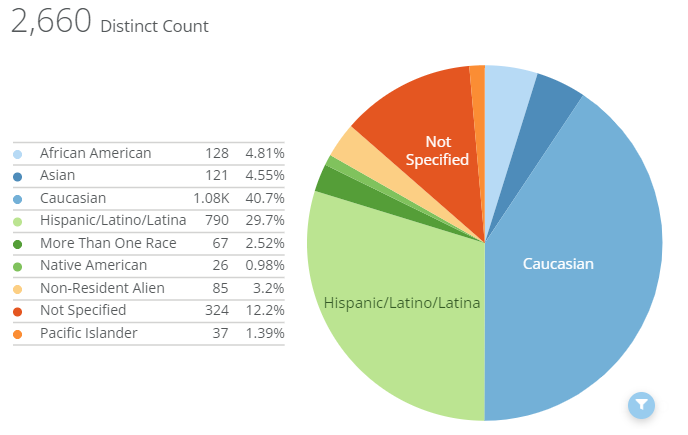 2,660 Distinct Count
African American 128 4.81%
Asian 121 4.55%
Caucasian 1.08K 40.7%
Hispanic/Latino/Latina 790 29.7%
More Than One Race 67 2.52%
Native American 26 0.98%
Non-Resident Alien 85 3.2%
Not Specified 324 12.2%
Pacific Islander 37 1.39%
Not
Specified
Caucasian
Hispanic/Latino/Latina